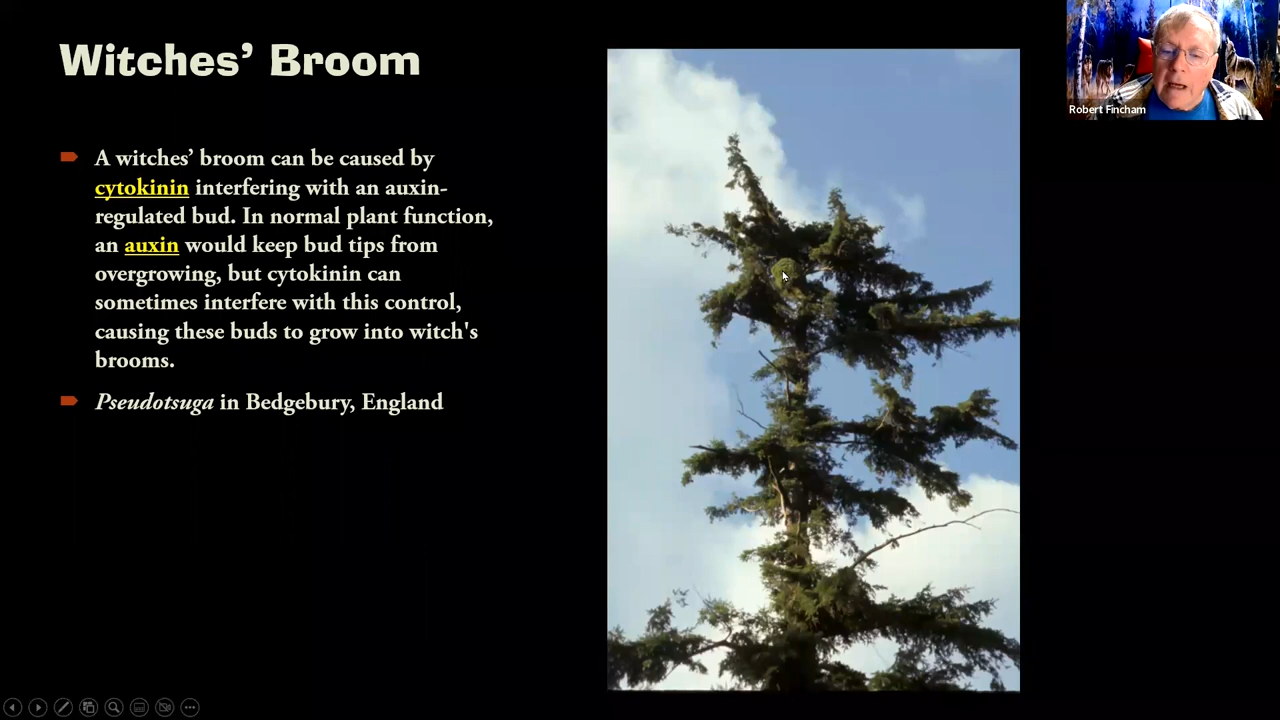 Witches’ Broom
A witches’ broom can be caused by
cytokinin interfering with an auxin-
regulated bud. In normal plant function,
an auxin would keep bud tips from
overgrowing, but cytokinin can
sometimes interfere with this control,
causing these buds to grow into witch's
brooms.
Pseudotsuga in Bedgebury, England
Robert Fincham